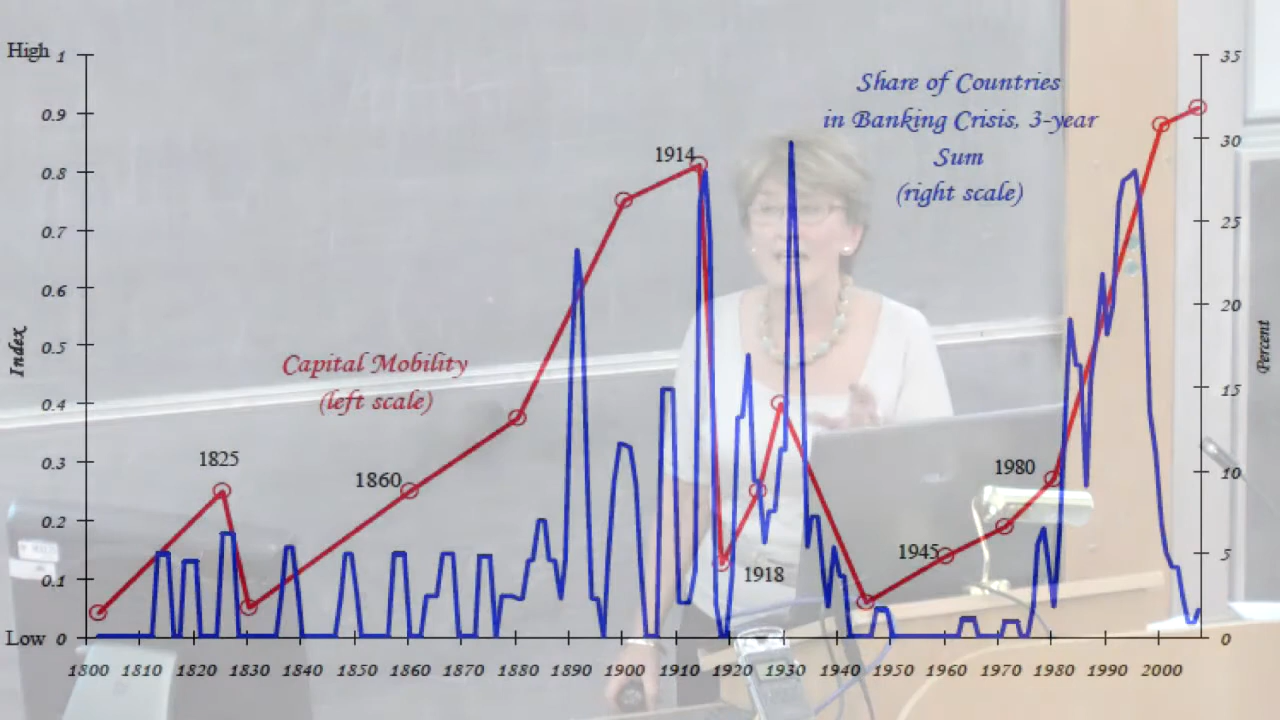 High
1
0.9
0.8
0.7
0.6
0.5
0.4
0.3
0.2
0.1
0
Low
Index
Share of Countries
in Banking Crisis, 3-year
Sum
(right scale)
Capital Mobility
(left scale)
1825
1860
1914
1918
1945
1980
35
30
25
20
15
10
5
0
Percent
1800 1810 1820 1830 1840 1850 1860 1870 1880 1890 1900 1910 1920 1930 1940 1950 1960 1970 1980 1990 2000